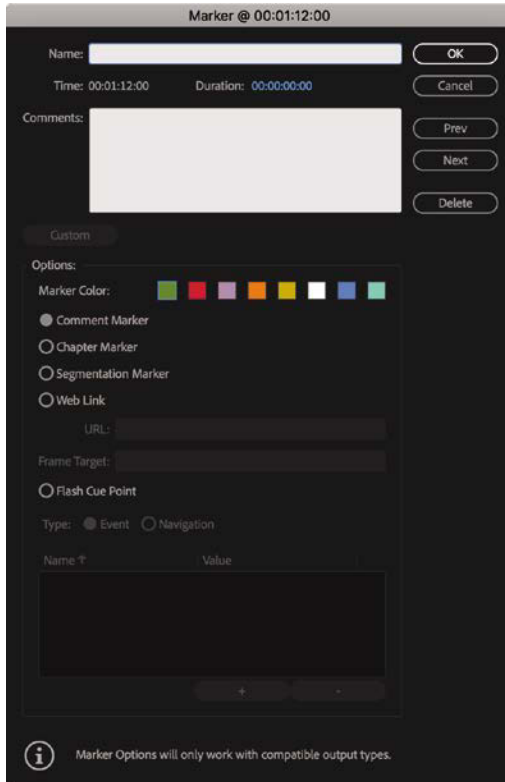 Marker @ 00:01:12:00
Name:
OK
Time: 00:01:12:00 Duration: 00:00:00:00
Cancel
Comments:
Prev
Next
Delete
Custom
Options:
Marker Color:
Comment Marker
Chapter Marker
Segmentation Marker
Web Link
URL:
Frame Target:
Flash Cue Point
Type: Event Navigation
Name ↑ Value
+ -
Marker Options will only work with compatible output types.